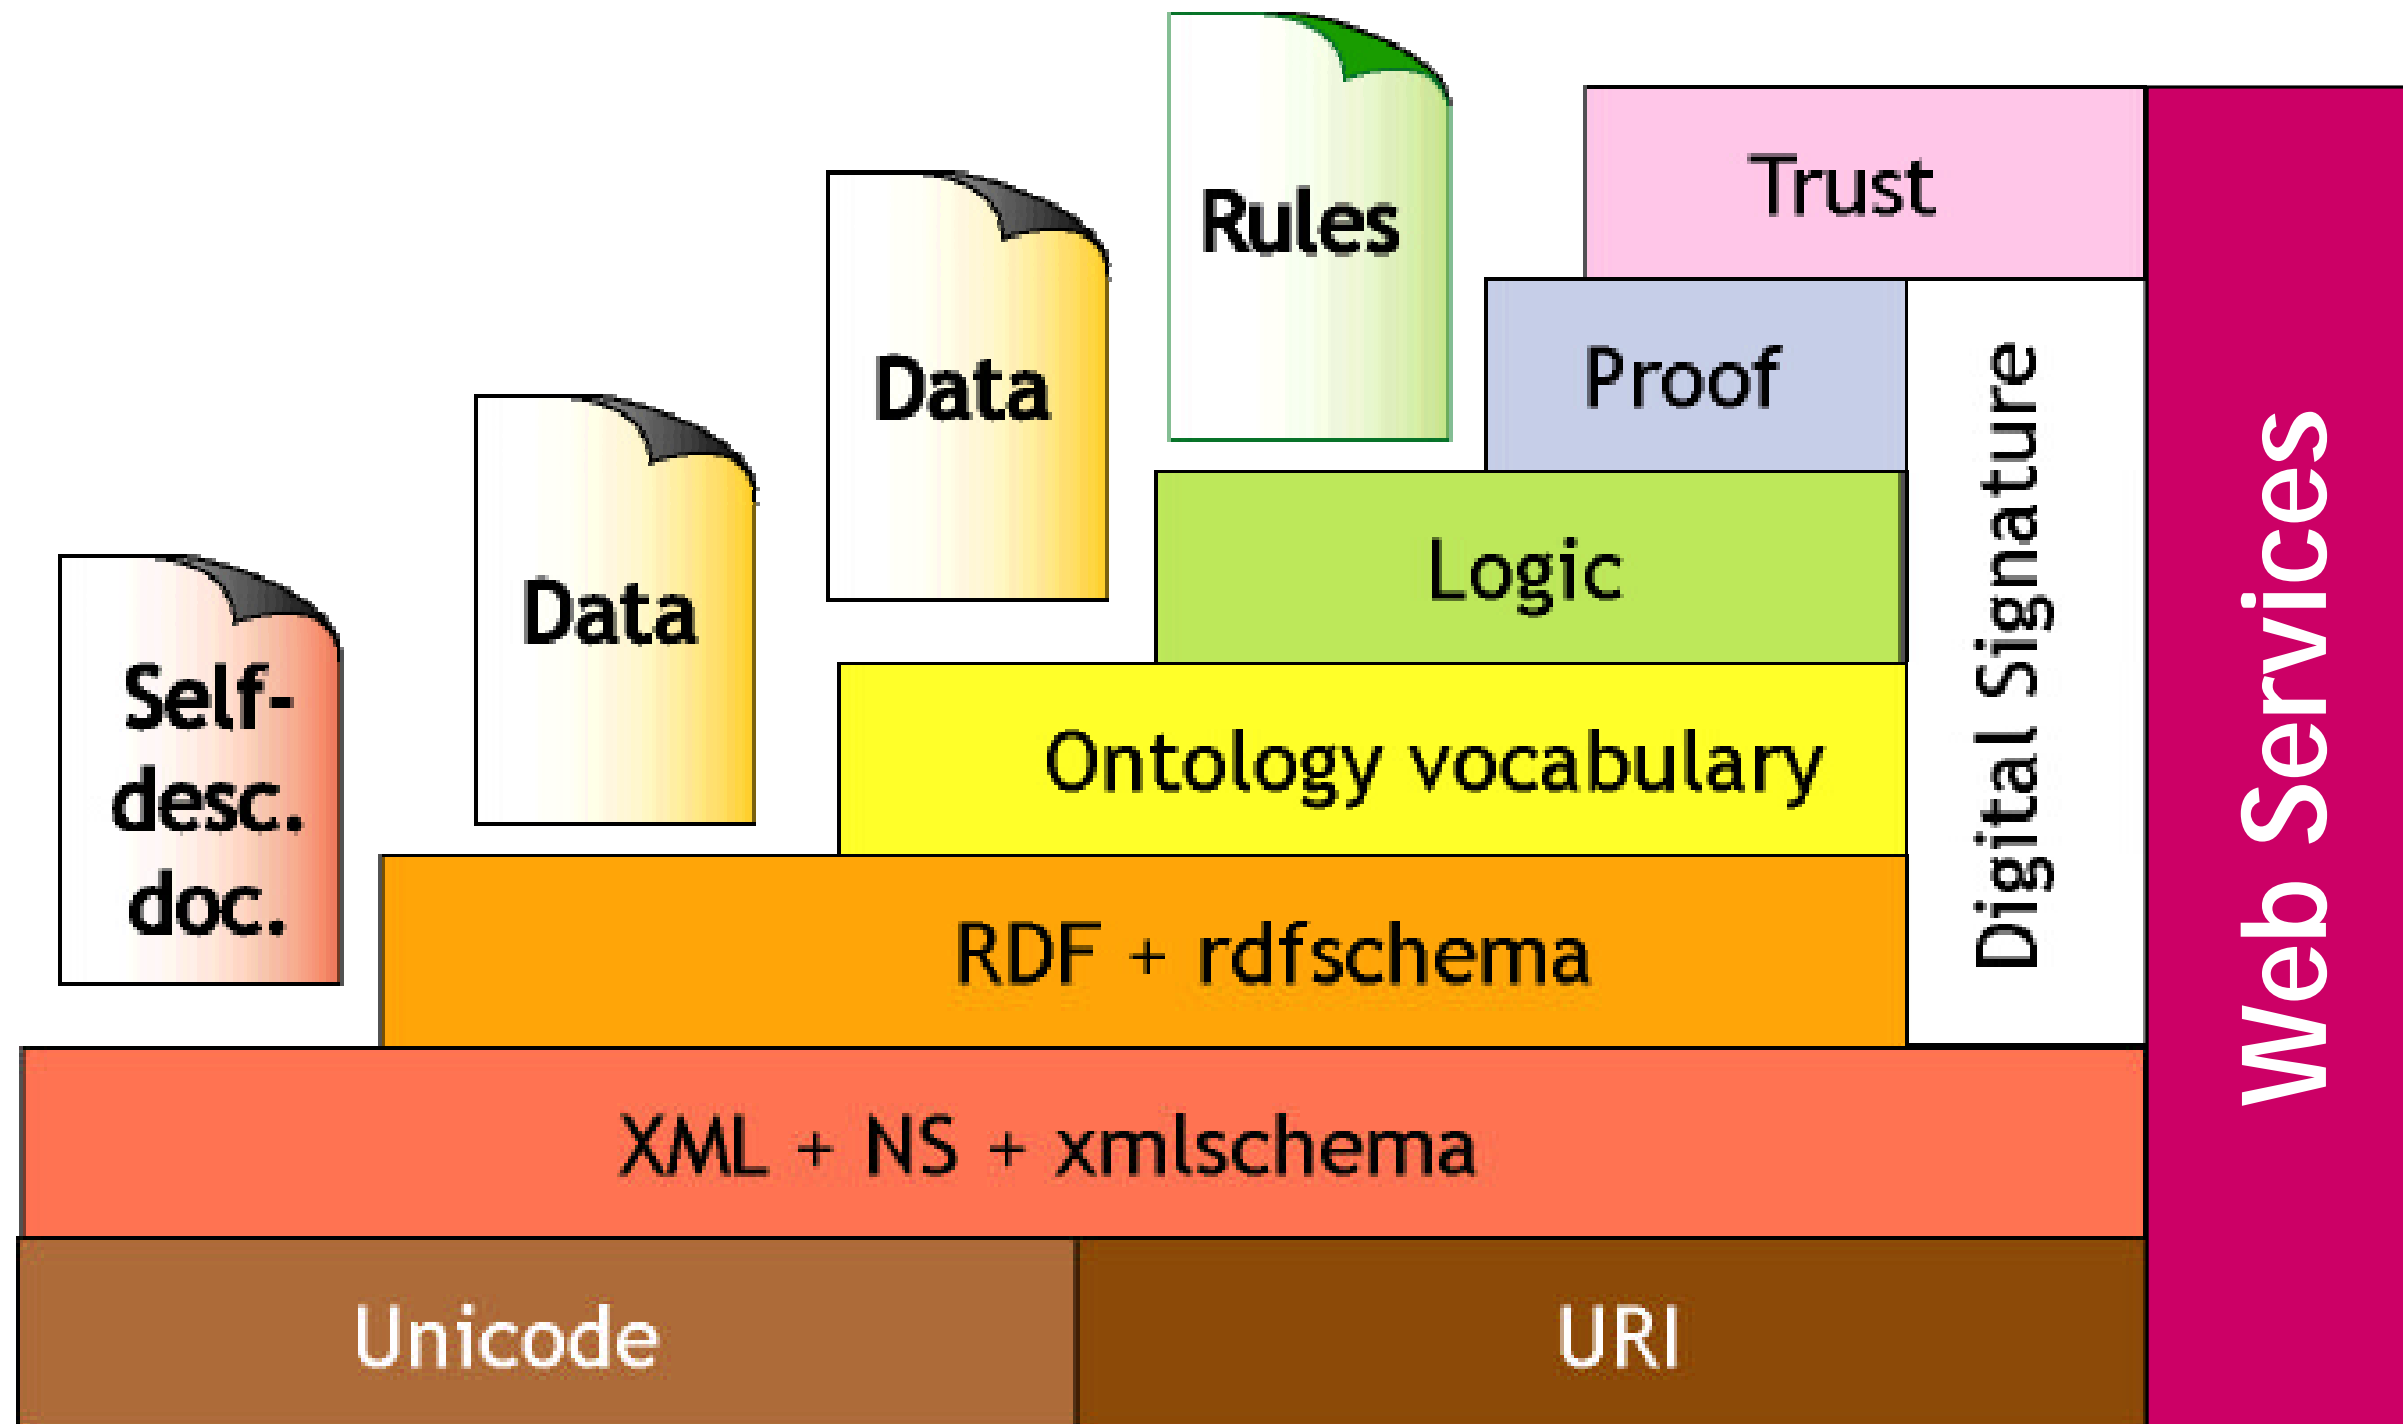 Rules
Trust
Data
Proof
Data
Logic
Self-
desc.
doc.
Ontology vocabulary
RDF + rdfschema
Digital Signature
Web Services
XML + NS + xmlschema
Unicode
URI